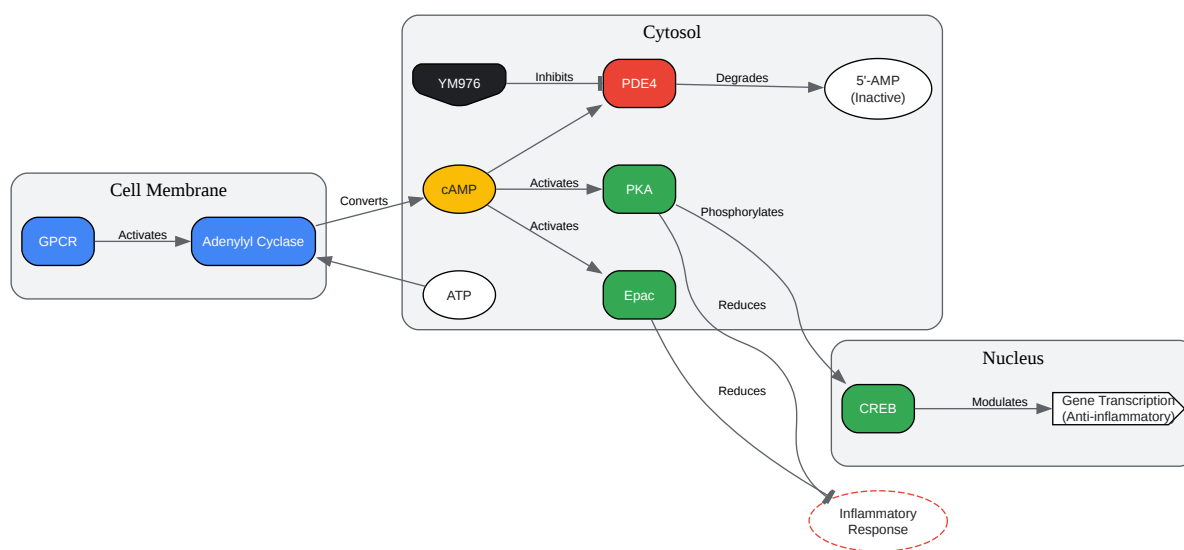 Cytosol
YM976
Inhibits
PDE4
Degrades
5'-AMP
(Inactive)
Cell Membrane
GPCR
Activates
Adenylyl Cyclase
Converts
cAMP
Activates
PKA
Phosphorylates
Activates
ATP
Epac
Reduces
Reduces
Nucleus
CREB
Modulates
Gene Transcription
(Anti-inflammatory)
Inflammatory
Response